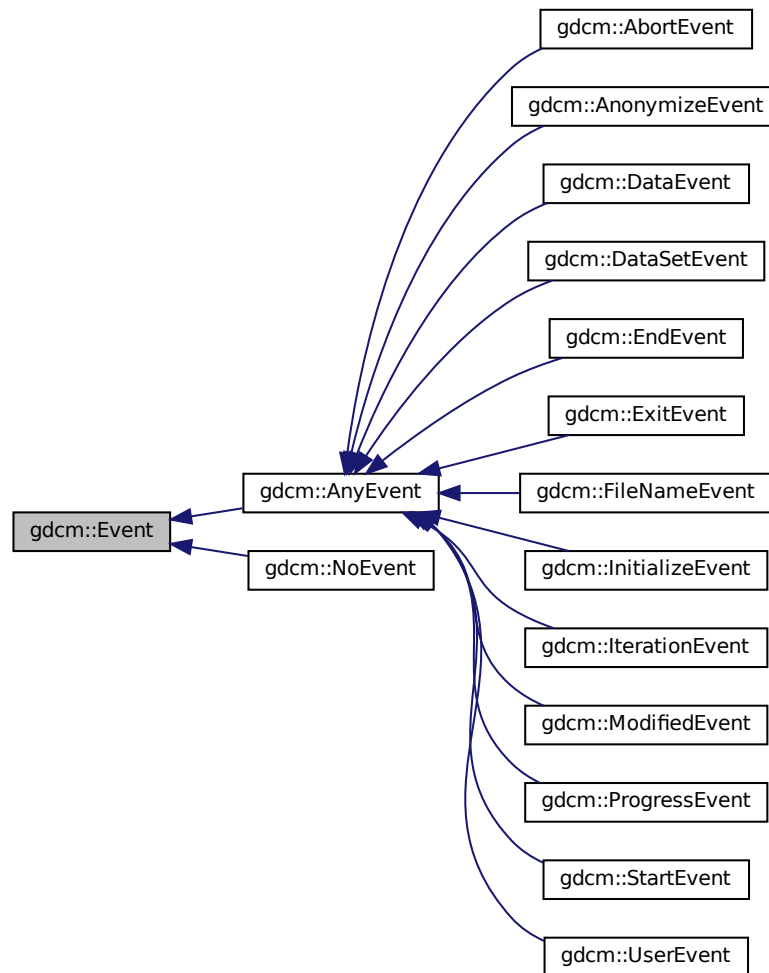 gdcm::AbortEvent
gdcm::AnonymizeEvent
gdcm::DataEvent
gdcm::DataSetEvent
gdcm::EndEvent
gdcm::ExitEvent
gdcm::AnyEvent
gdcm::FileNameEvent
gdcm::Event
gdcm::NoEvent
gdcm::InitializeEvent
gdcm::IterationEvent
gdcm::ModifiedEvent
gdcm::ProgressEvent
gdcm::StartEvent
gdcm::UserEvent